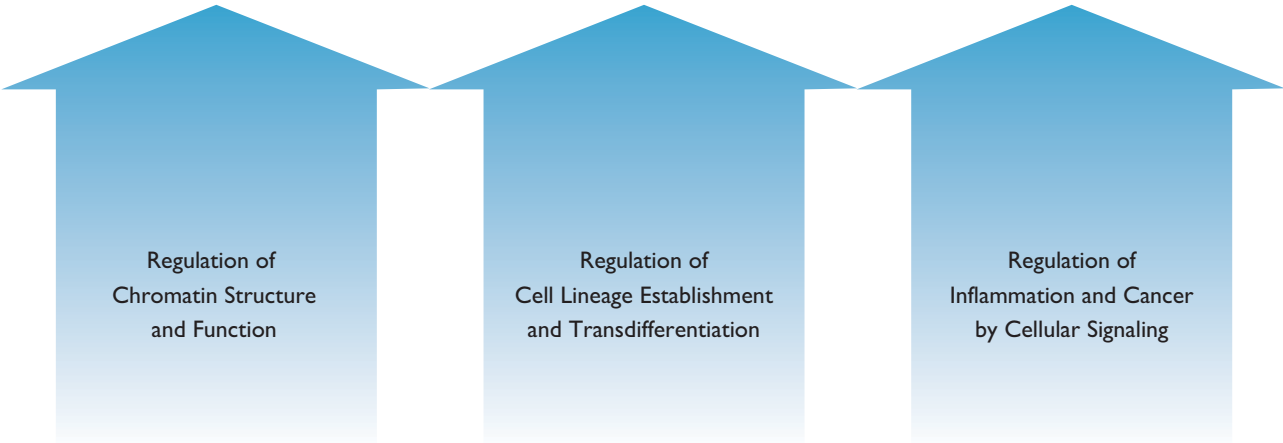 Regulation of
Chromatin Structure
and Function
Regulation of
Cell Lineage Establishment
and Transdifferentiation
Regulation of
Inflammation and Cancer
by Cellular Signaling